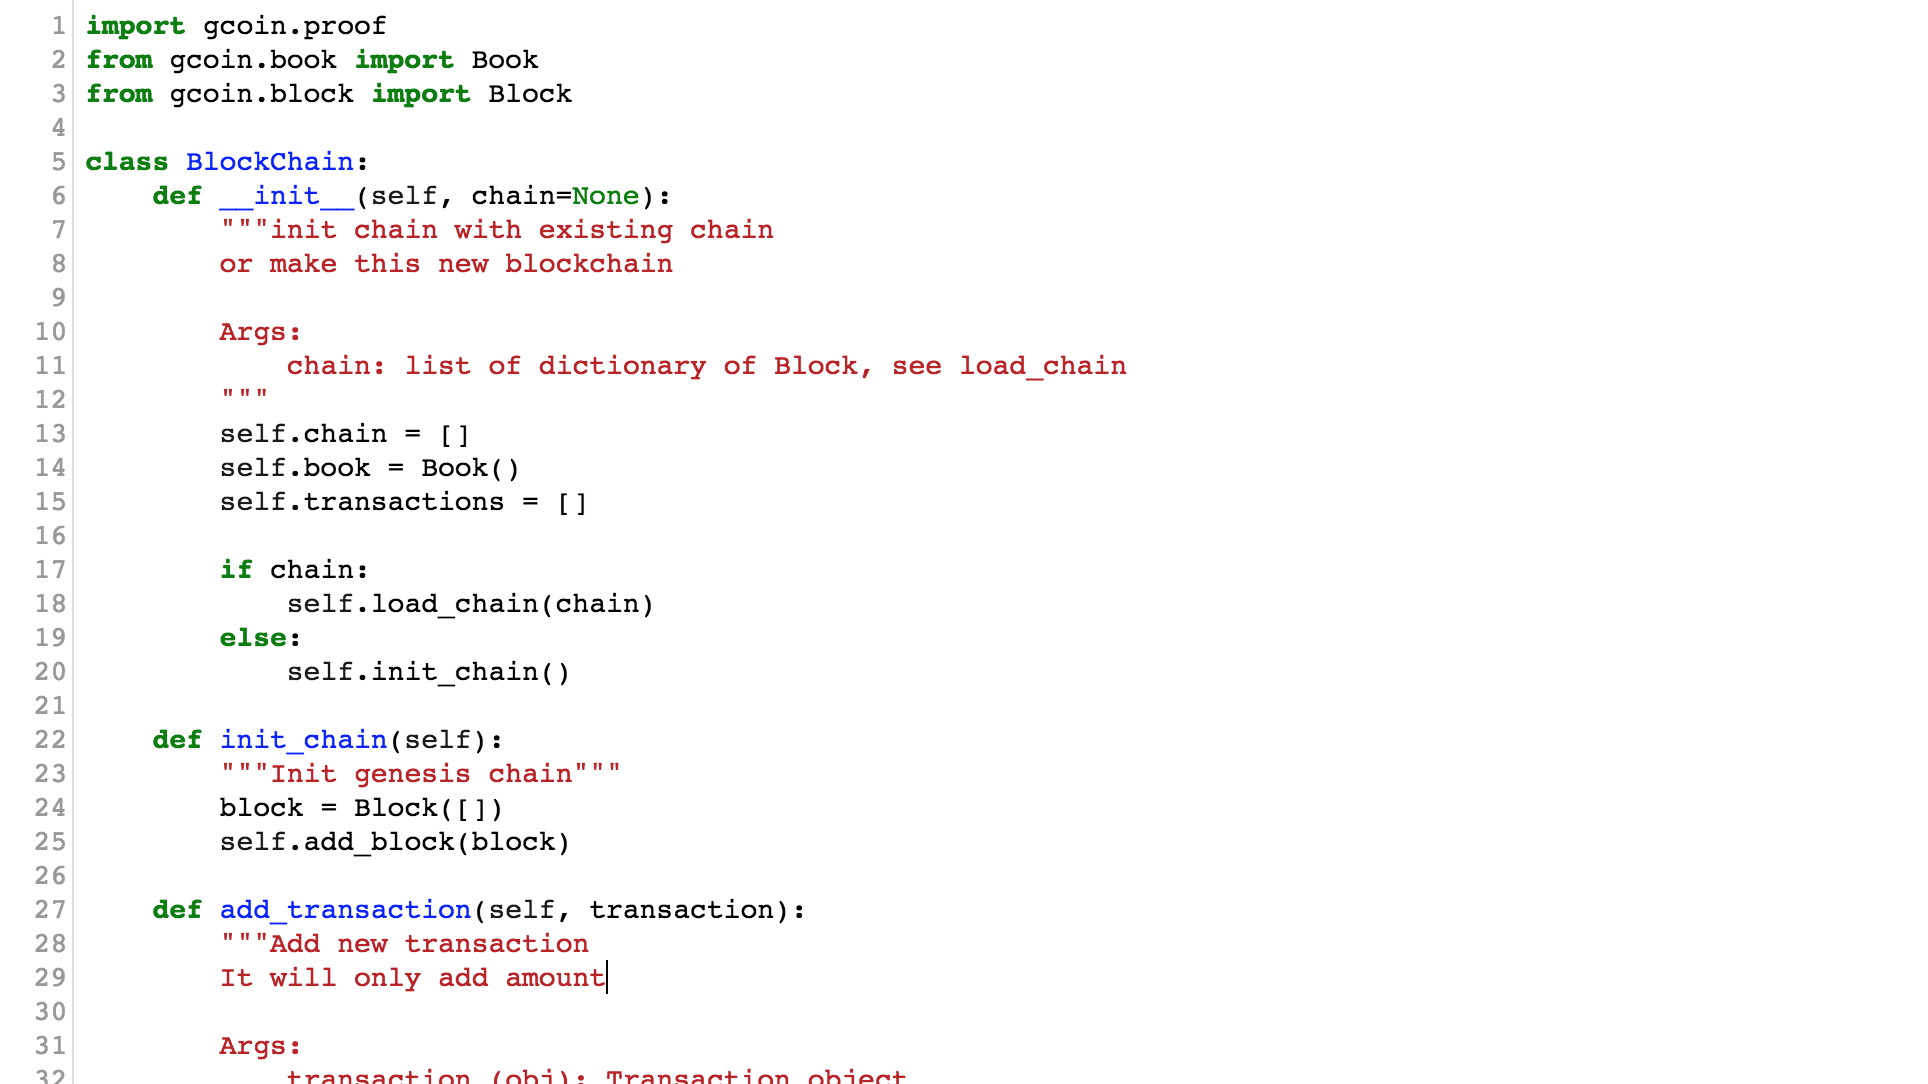 1 import gcoin.proof
2 from gcoin.book import Book
3 from gcoin.block import Block
4
5 class BlockChain:
6     def __init__(self, chain=None):
7         """init chain with existing chain
8         or make this new blockchain
9
10         Args:
11             chain: list of dictionary of Block, see load_chain
12         """
13         self.chain = []
14         self.book = Book()
15         self.transactions = []
16
17         if chain:
18             self.load_chain(chain)
19         else:
20             self.init_chain()
21
22     def init_chain(self):
23         """Init genesis chain"""
24         block = Block([])
25         self.add_block(block)
26
27     def add_transaction(self, transaction):
28         """Add new transaction
29         It will only add amount
30
31         Args:
32             transaction (obj): Transaction object